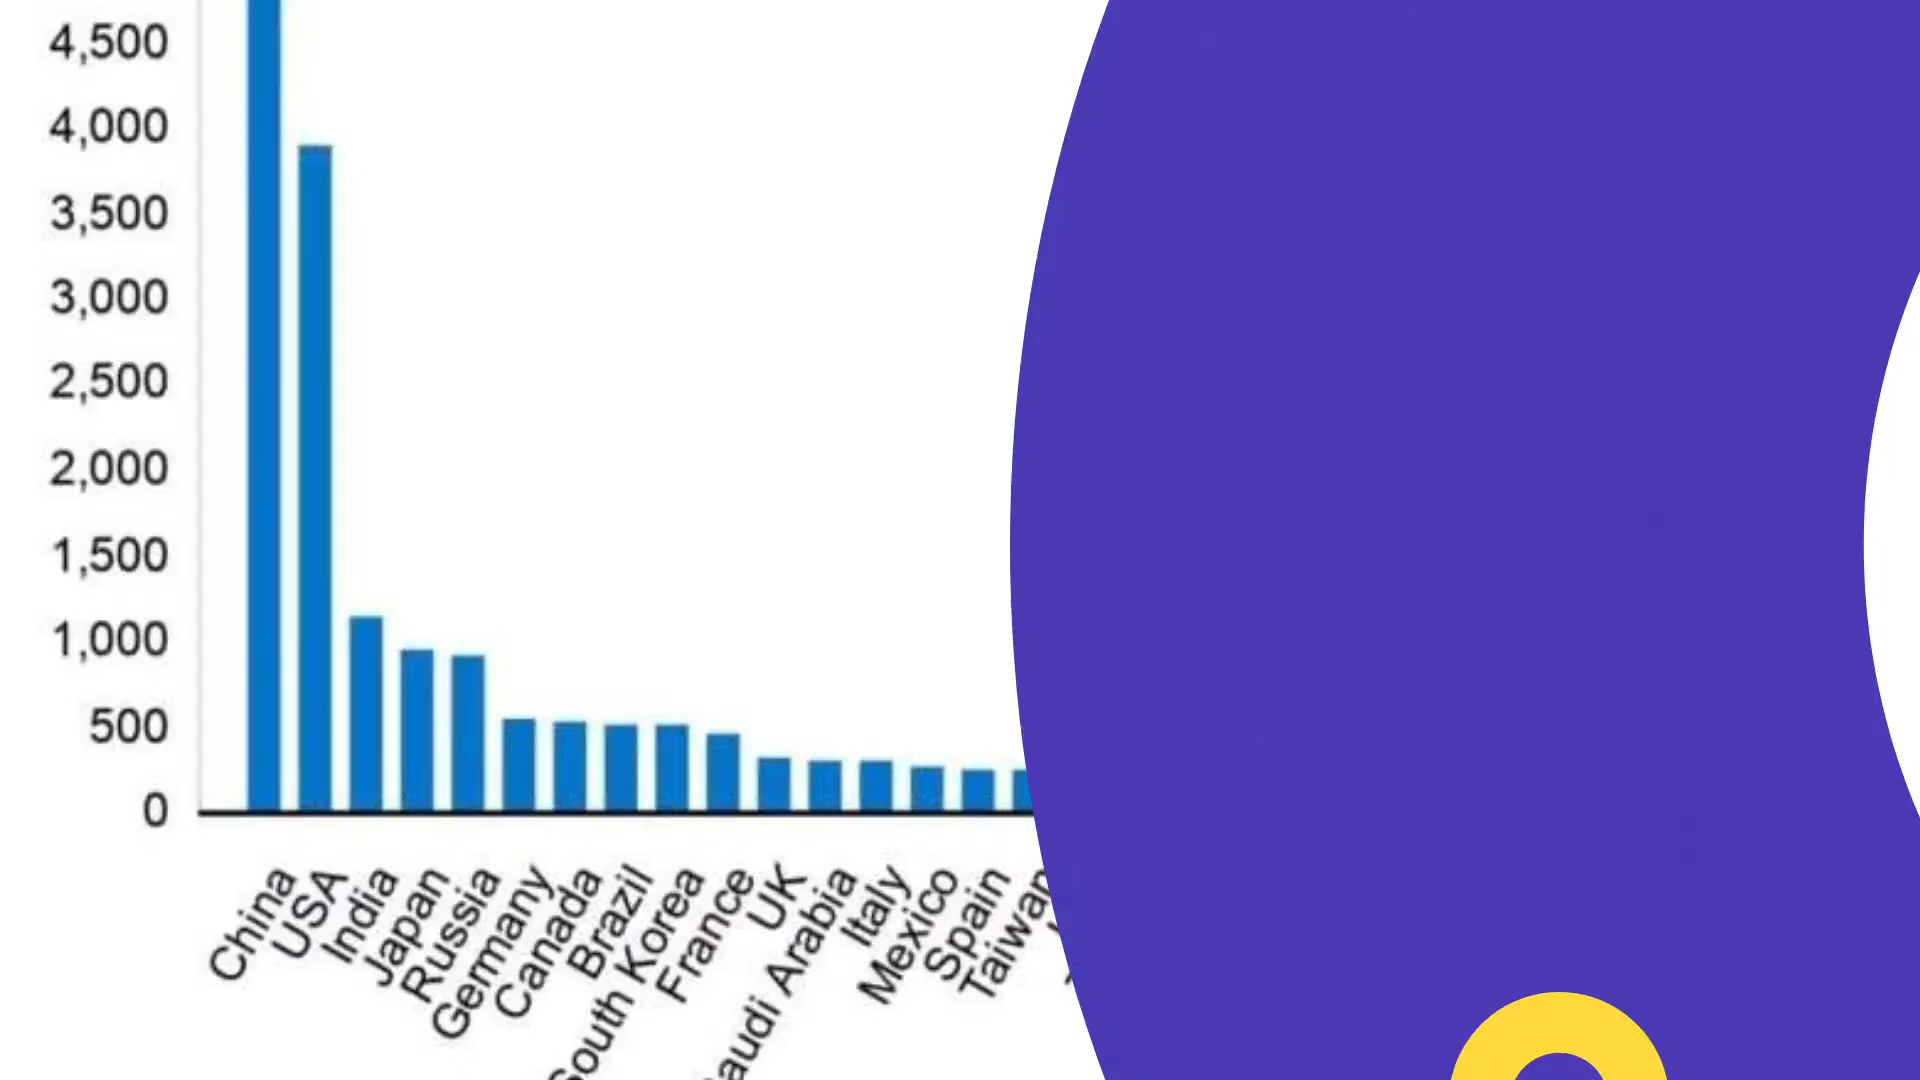 4,500
4,000
3,500
3,000
2,500
2,000
1,500
1,000
500
0
China
USA
India
Japan
Russia
Germany
Canada
Brazil
South Korea
France
UK
Saudi Arabia
Italy
Mexico
Spain
Taiwan